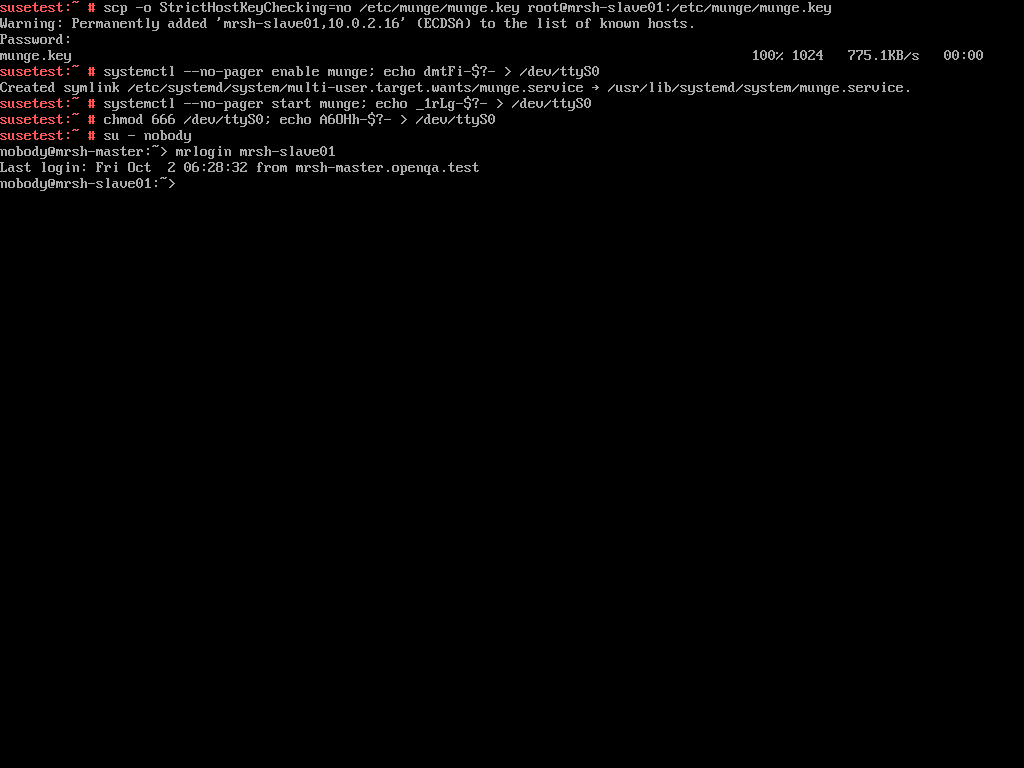 susetest:~ # scp -o StrictHostKeyChecking=no /etc/munge/munge.key root@mrsh-slave01:/etc/munge/munge.key
Warning: Permanently added 'mrsh-slave01,10.0.2.16' (ECDSA) to the list of known hosts.
Password:
munge.key 100% 1024 775.1KB/s 00:00
susetest:~ # systemctl --no-pager enable munge; echo dmtFi-$?- > /dev/ttyS0
Created symlink /etc/systemd/system/multi-user.target.wants/munge.service → /usr/lib/systemd/system/munge.service.
susetest:~ # systemctl --no-pager start munge; echo _1rLg-$?- > /dev/ttyS0
susetest:~ # chmod 666 /dev/ttyS0; echo A6OHh-$?- > /dev/ttyS0
susetest:~ # su - nobody
nobody@mrsh-master:~> mrlogin mrsh-slave01
Last login: Fri Oct  2 06:28:32 from mrsh-master.openqa.test
nobody@mrsh-slave01:~>